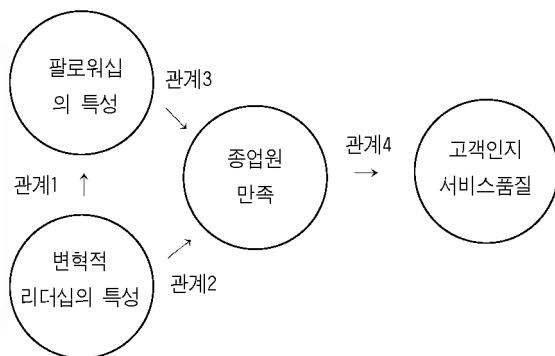 팔로워십
의 특성
관계3
↘
종업원
만족
관계4
→
고객인지
서비스품질
관계1 ↑
변혁적
리더십의 특성
↗
관계2